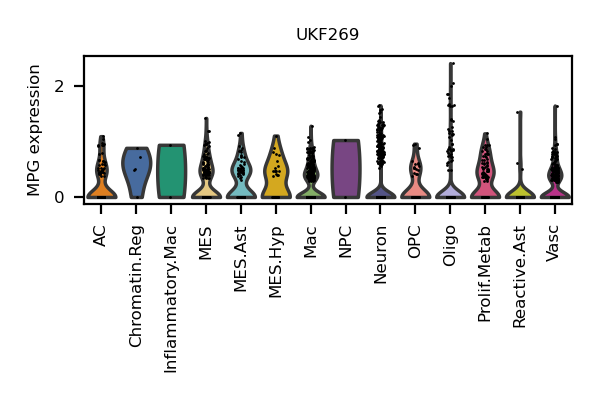 UKF269
MPG expression
2
0
AC
Chromatin.Reg
Inflammatory.Mac
MES
MES.Ast
MES.Hyp
Mac
NPC
Neuron
OPC
Oligo
Prolif.Metab
Reactive.Ast
Vasc